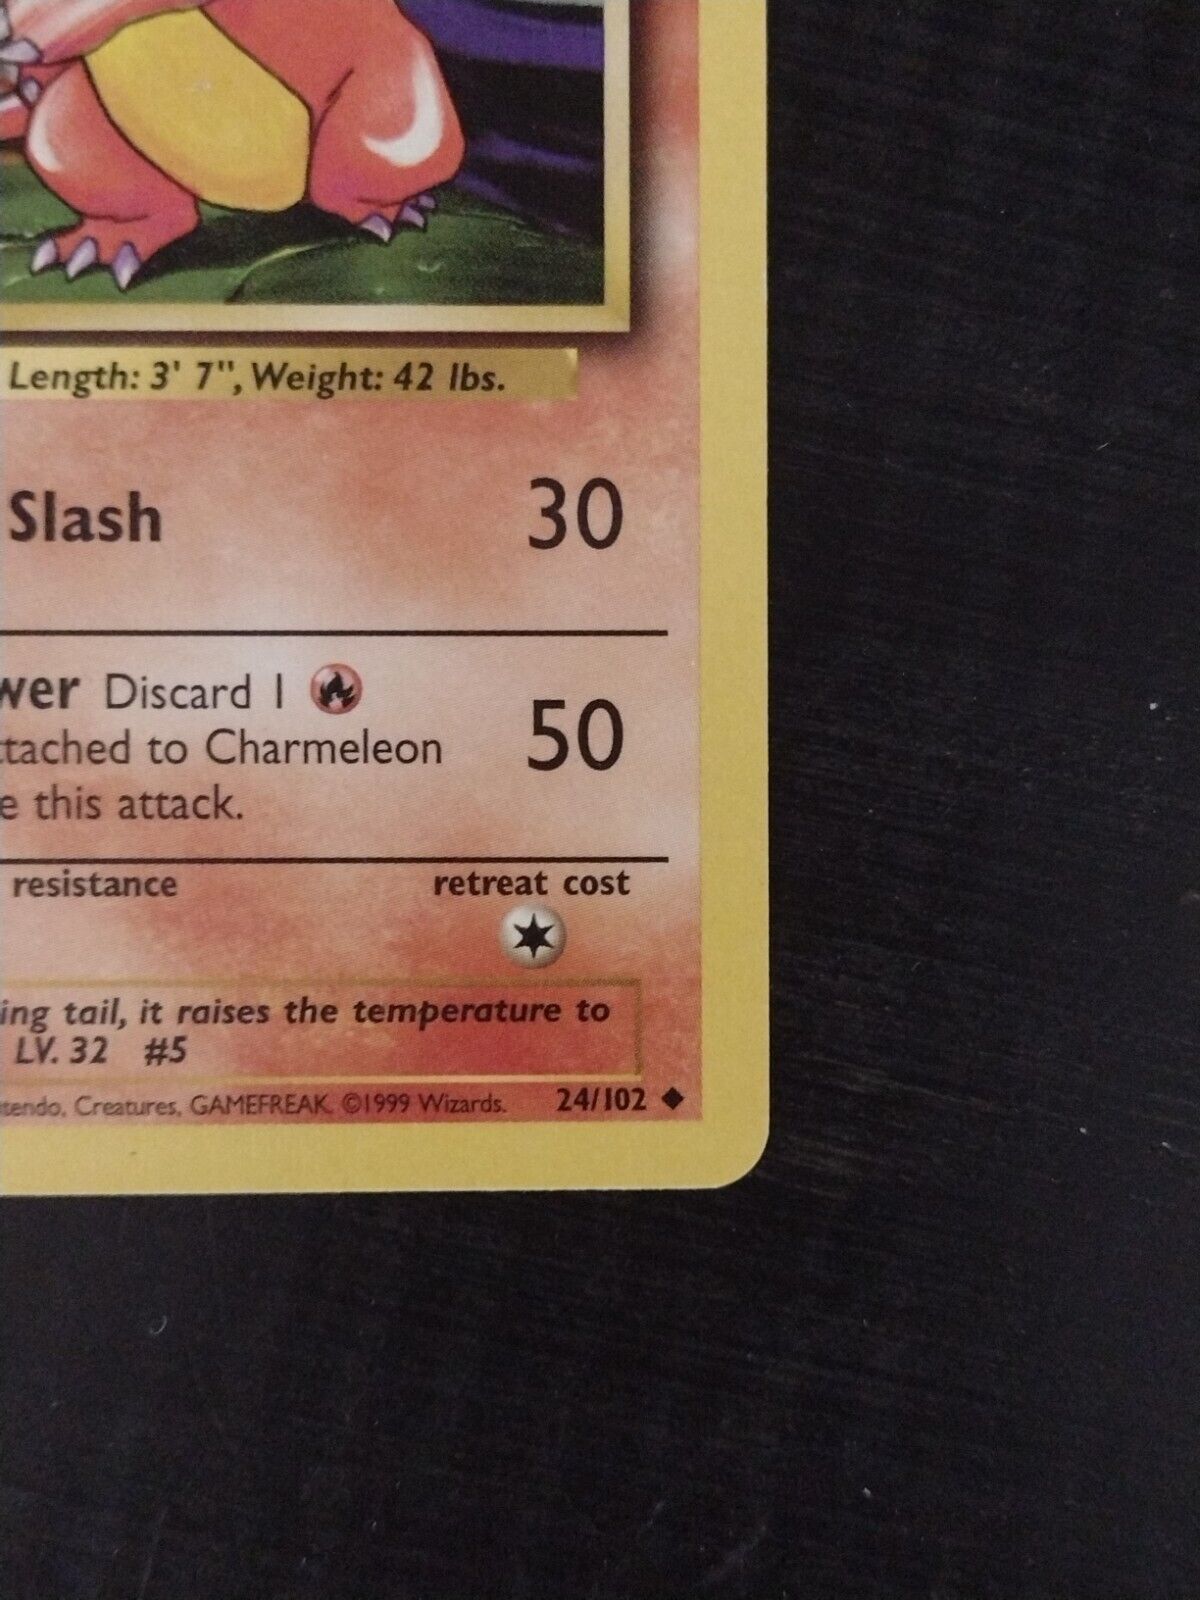 Length: 3' 7", Weight: 42 lbs.
Slash 30
wer Discard 1
ttached to Charmeleon 50
e this attack.
resistance retreat cost
ing tail, it raises the temperature to
LV. 32 #5
tendo, Creatures, GAMEFREAK. ©1999 Wizards. 24/102 ◆